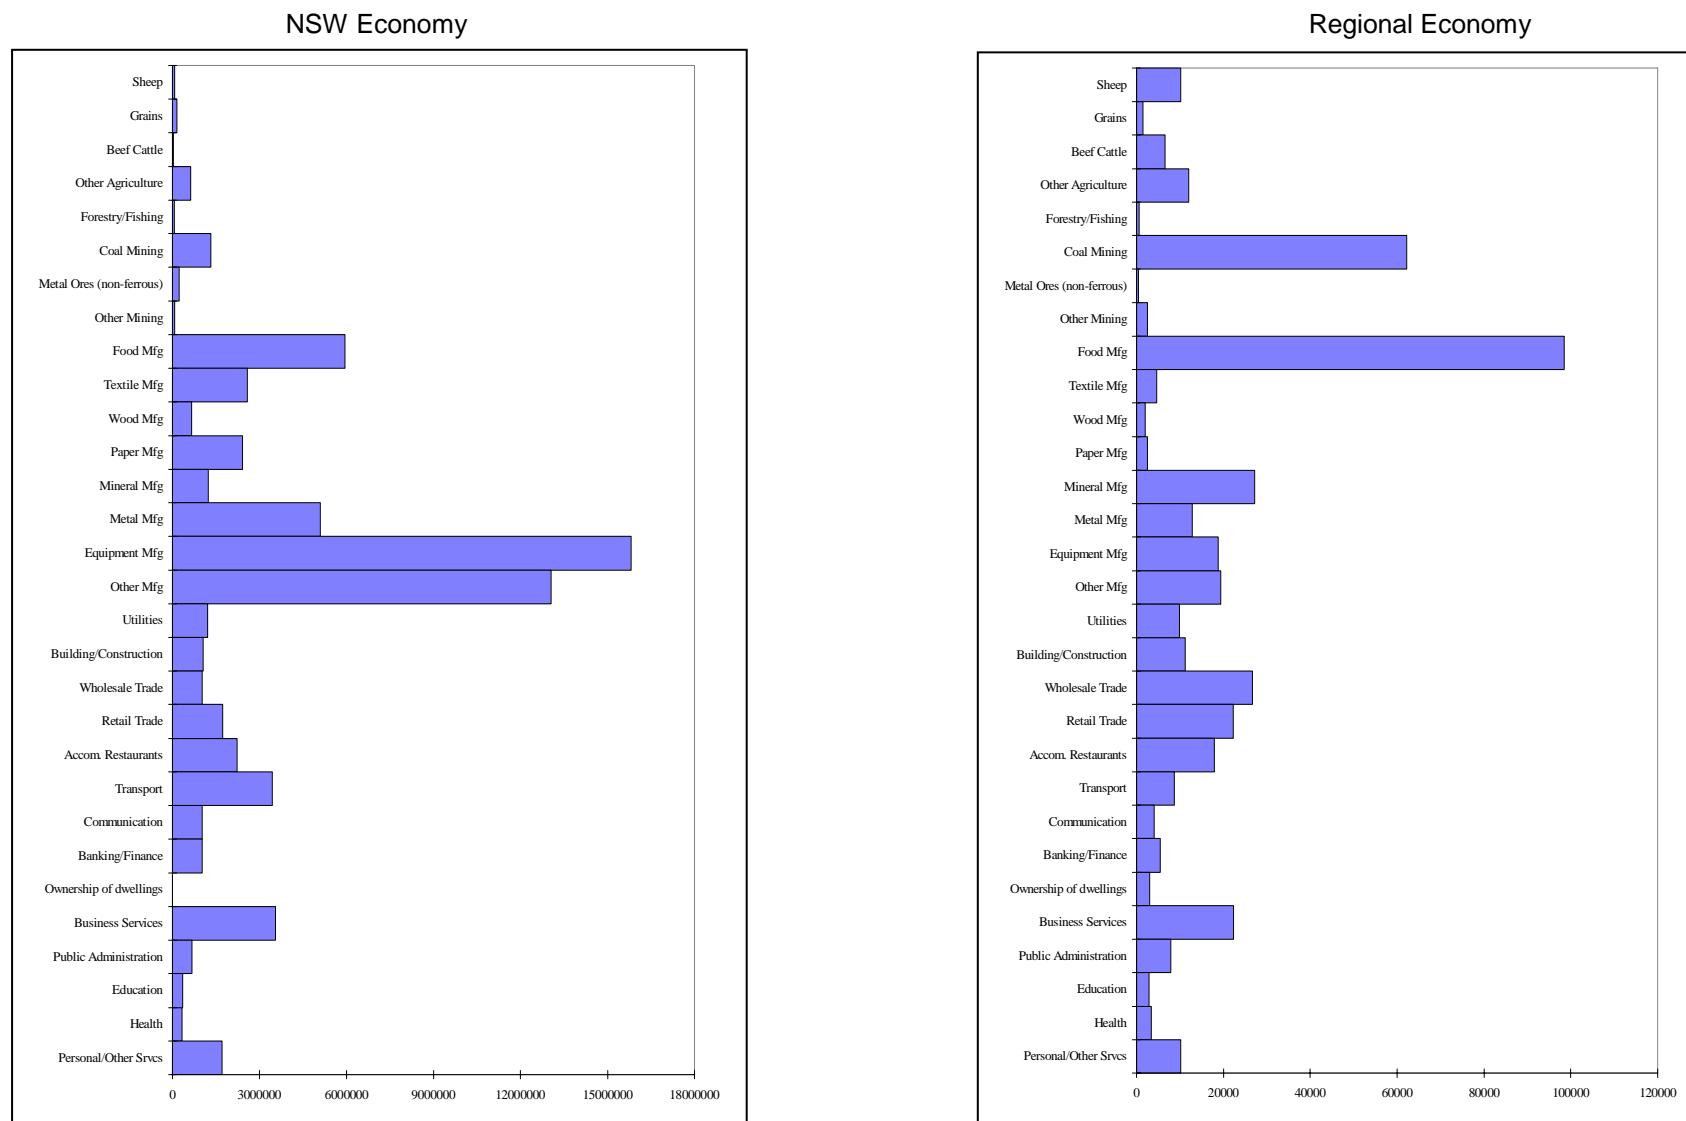 NSW Economy
Sheep
Grains
Beef Cattle
Other Agriculture
Forestry/Fishing
Coal Mining
Metal Ores (non-ferrous)
Other Mining
Food Mfg
Textile Mfg
Wood Mfg
Paper Mfg
Mineral Mfg
Metal Mfg
Equipment Mfg
Other Mfg
Utilities
Building/Construction
Wholesale Trade
Retail Trade
Accom. Restaurants
Transport
Communication
Banking/Finance
Ownership of dwellings
Business Services
Public Administration
Education
Health
Personal/Other Srvcs
0 3000000 6000000 9000000 12000000 15000000 18000000
Regional Economy
Sheep
Grains
Beef Cattle
Other Agriculture
Forestry/Fishing
Coal Mining
Metal Ores (non-ferrous)
Other Mining
Food Mfg
Textile Mfg
Wood Mfg
Paper Mfg
Mineral Mfg
Metal Mfg
Equipment Mfg
Other Mfg
Utilities
Building/Construction
Wholesale Trade
Retail Trade
Accom. Restaurants
Transport
Communication
Banking/Finance
Ownership of dwellings
Business Services
Public Administration
Education
Health
Personal/Other Srvcs
0 20000 40000 60000 80000 100000 120000